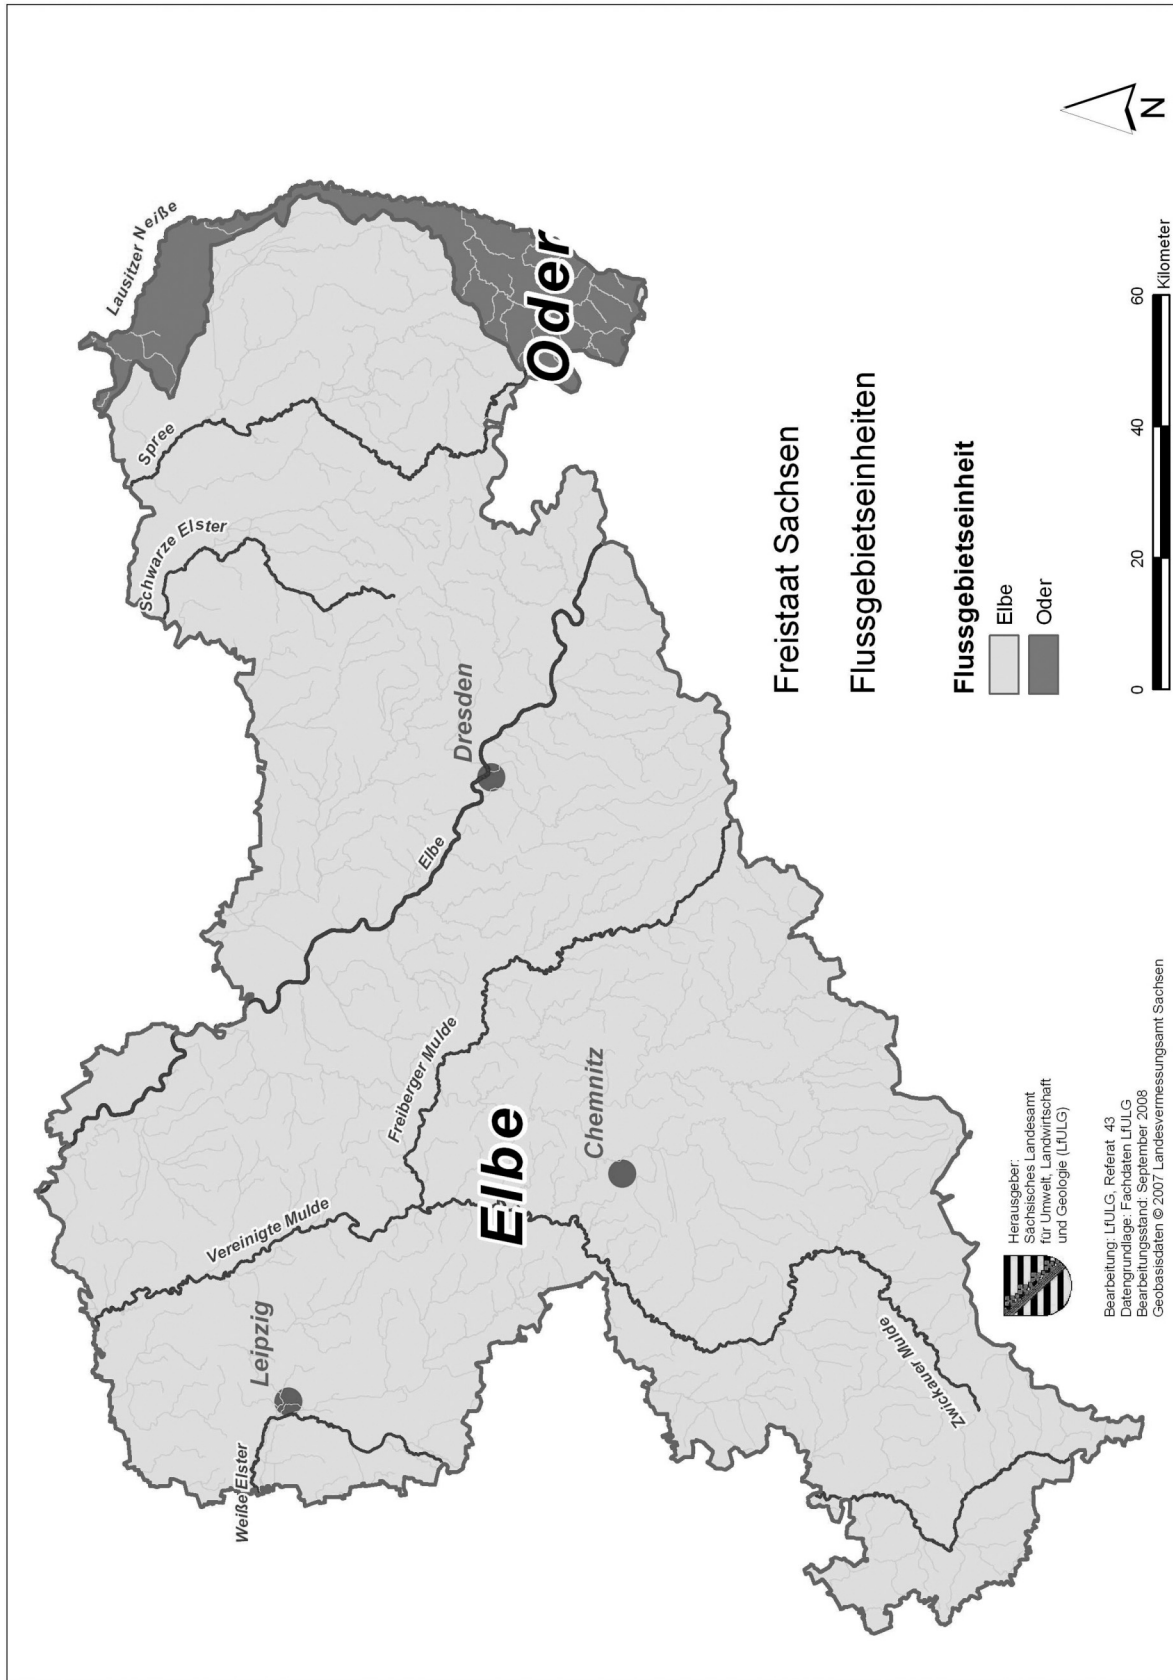 Lausitzer Neiße
Spree
Schwarze Elster
Vereinigte Mulde
Leipzig
Weiße Elster
Elbe
Dresden
Freiberger Mulde
Elbe
Chemnitz
Oder
Zwickauer Mulde
Freistaat Sachsen
Flussgebietseinheiten
Flussgebietseinheit
Elbe
Oder
0 20 40 60
Kilometer
N
Herausgeber:
Sächsisches Landesamt
für Umwelt, Landwirtschaft
und Geologie (LfULG)
Bearbeitung: LfULG, Referat 43
Datengrundlage: Fachdaten LfULG
Bearbeitungsstand: September 2008
Geobasisdaten © 2007 Landesvermessungsamt Sachsen